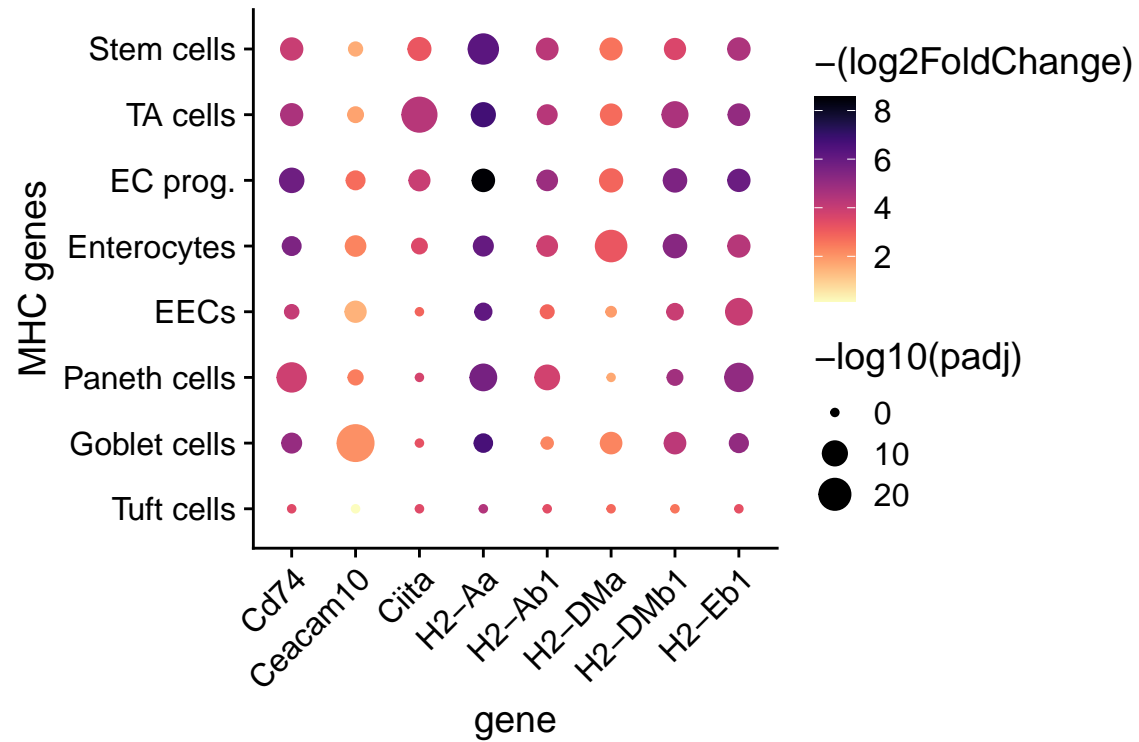 MHC genes
Stem cells
TA cells
EC prog.
Enterocytes
EECs
Paneth cells
Goblet cells
Tuft cells
Cd74
Ceacam10
Ciita
H2−Aa
H2−Ab1
H2−DMa
H2−DMb1
H2−Eb1
gene
−(log2FoldChange)
8
6
4
2
−log10(padj)
0
10
20